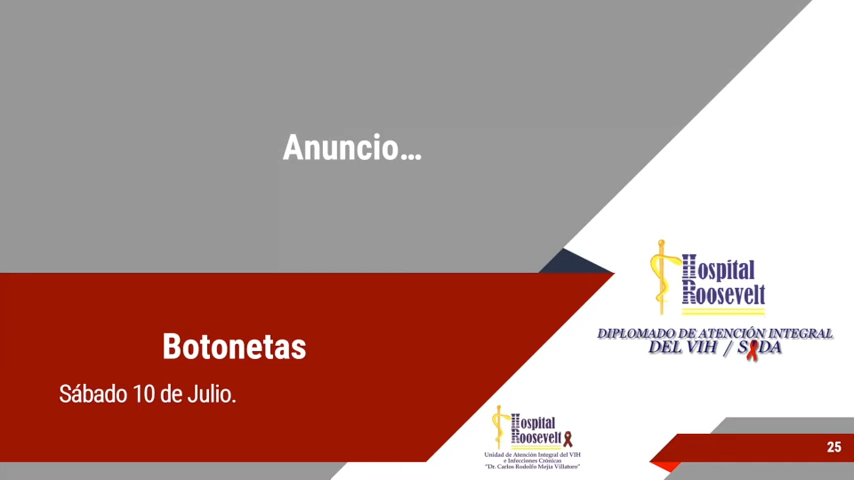 Anuncio...
Hospital
Roosevelt
DIPLOMADO DE ATENCIÓN INTEGRAL
DEL VIH / SIDA
Botonetas
Sábado 10 de Julio.
Hospital
Roosevelt
Unidad de Atención Integral del VIH
e Infecciones Crónicas
"Dr. Carlos Rodolfo Mejía Villatoro"
25